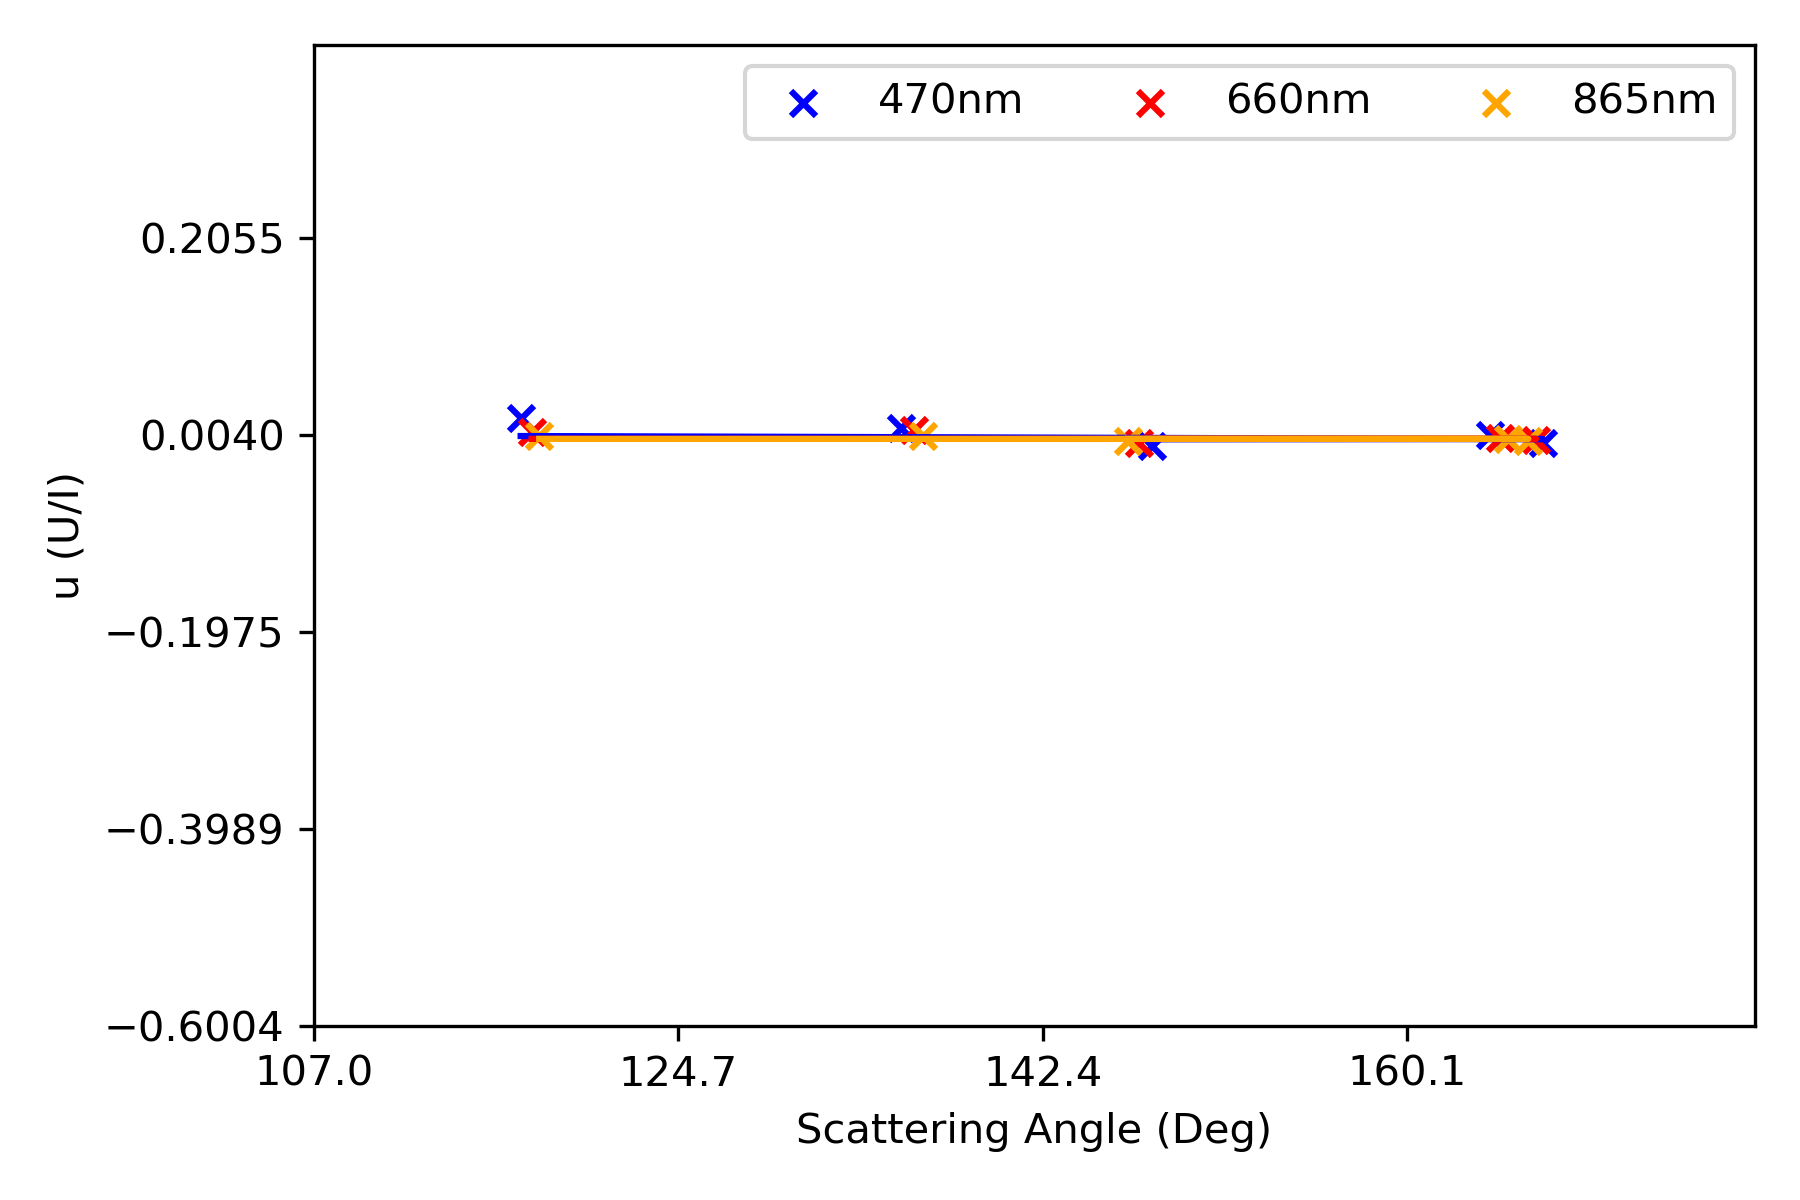 470nm 660nm 865nm
0.2055
0.0040
−0.1975
−0.3989
−0.6004
u (U/I)
107.0 124.7 142.4 160.1
Scattering Angle (Deg)